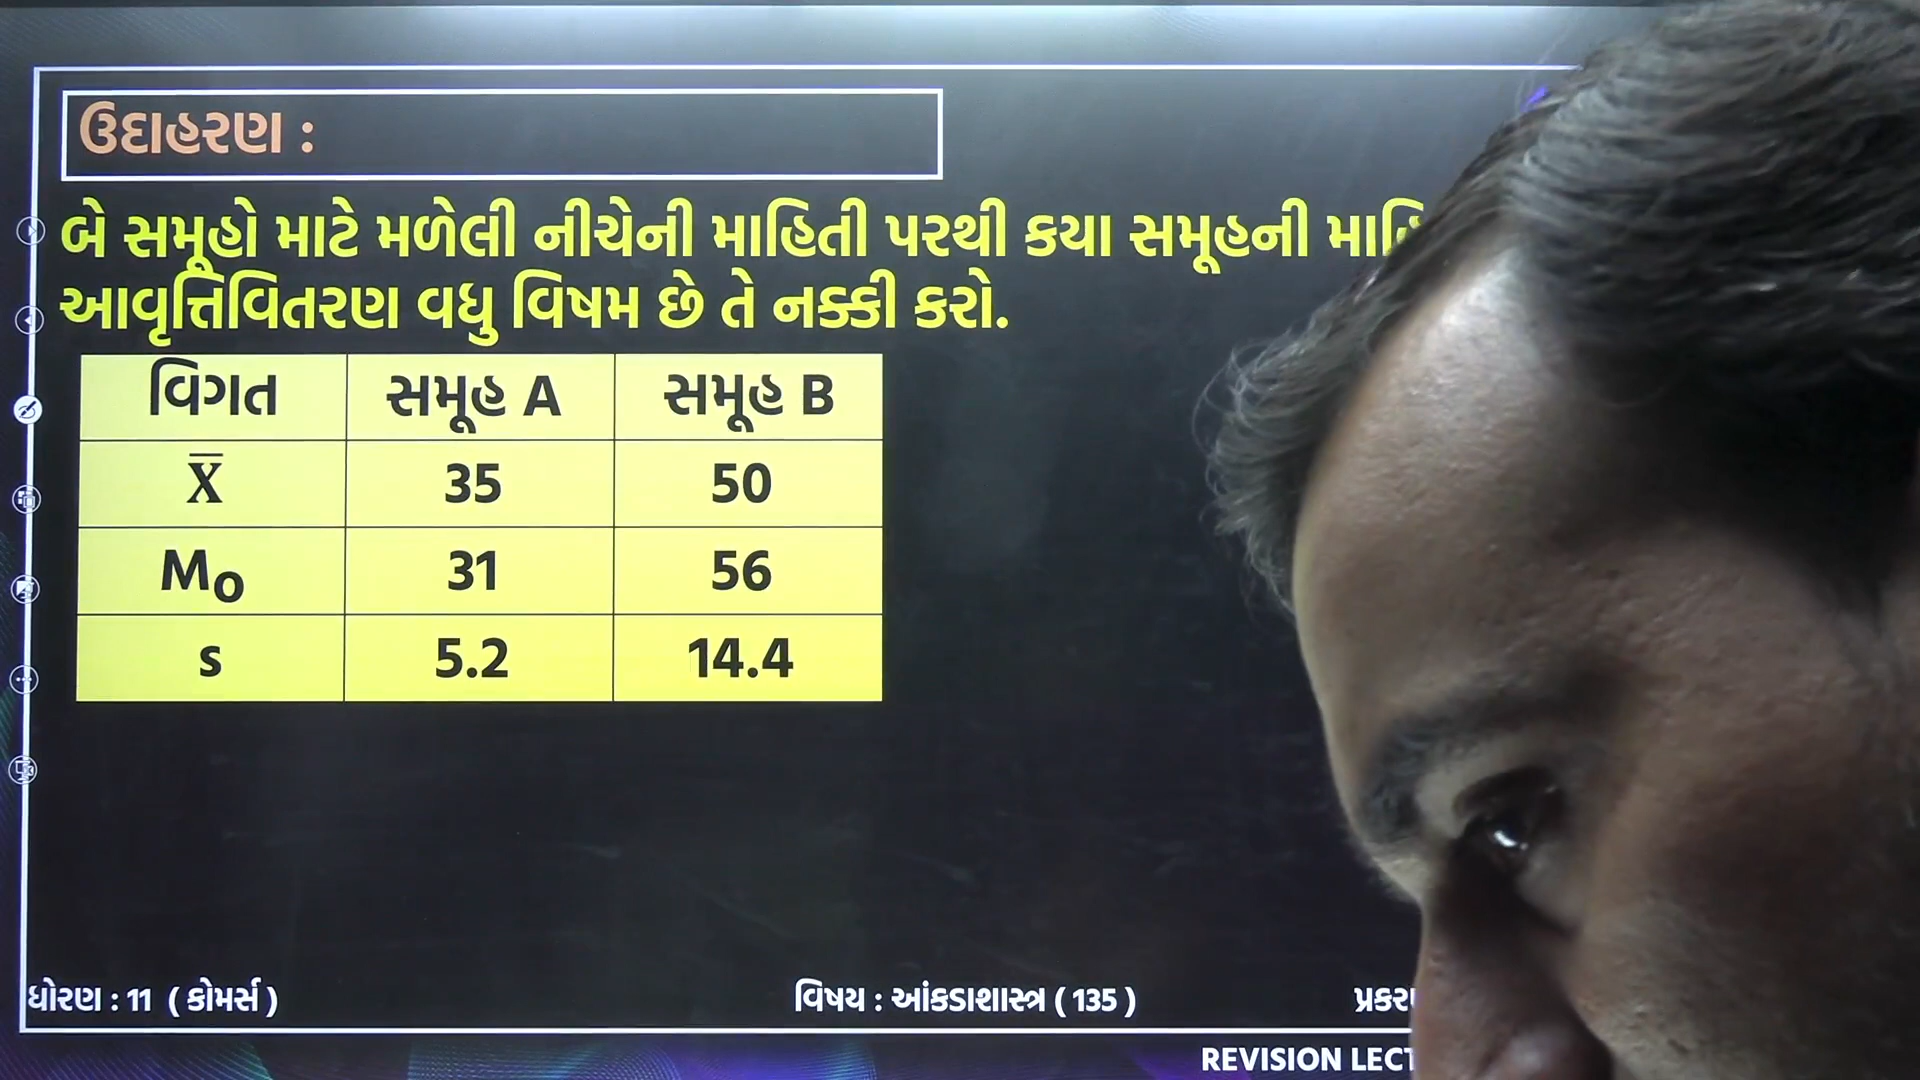 ઉદાહરણ :
બે સમૂહો માટે મળેલી નીચેની માહિતી પરથી કયા સમૂહની
આવૃત્તિવિતરણ વધુ વિષમ છે તે નક્કી કરો.
વિગત સમૂહ A સમૂહ B
X̅ 35 50
Mo 31 56
s 5.2 14.4
ધોરણ : 11 ( કોમર્સ ) વિષય : આંકડાશાસ્ત્ર ( 135 )
REVISION